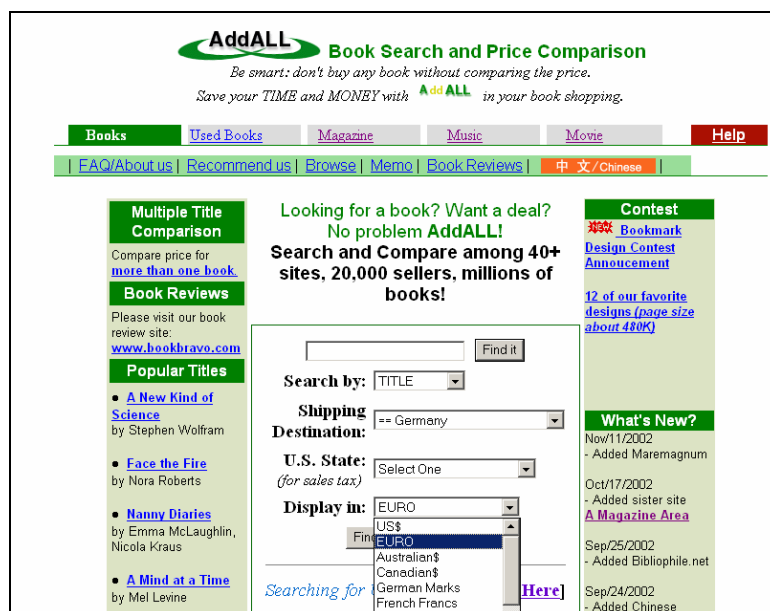 AddALL Book Search and Price Comparison
Be smart: don't buy any book without comparing the price.
Save your TIME and MONEY with AddALL in your book shopping.
Books Used Books Magazine Music Movie Help
| FAQ/About us | Recommend us | Browse | Memo | Book Reviews | 中 文/Chinese |
Multiple Title
Comparison
Compare price for
more than one book.
Book Reviews
Please visit our book
review site:
www.bookbravo.com
Popular Titles
• A New Kind of
Science
by Stephen Wolfram
• Face the Fire
by Nora Roberts
• Nanny Diaries
by Emma McLaughlin,
Nicola Kraus
• A Mind at a Time
by Mel Levine
Looking for a book? Want a deal?
No problem AddALL!
Search and Compare among 40+
sites, 20,000 sellers, millions of
books!
Find it
Search by: TITLE
Shipping
Destination: == Germany
U.S. State: Select One
(for sales tax)
Display in: EURO
US$
EURO
Australian$
Canadian$
German Marks
French Francs
Searching for Here]
Contest
NEW Bookmark
Design Contest
Annoucement
12 of our favorite
designs (page size
about 480K)
What's New?
Nov/11/2002
- Added Maremagnum
Oct/17/2002
- Added sister site
A Magazine Area
Sep/25/2002
- Added Bibliophile.net
Sep/24/2002
- Added Chinese